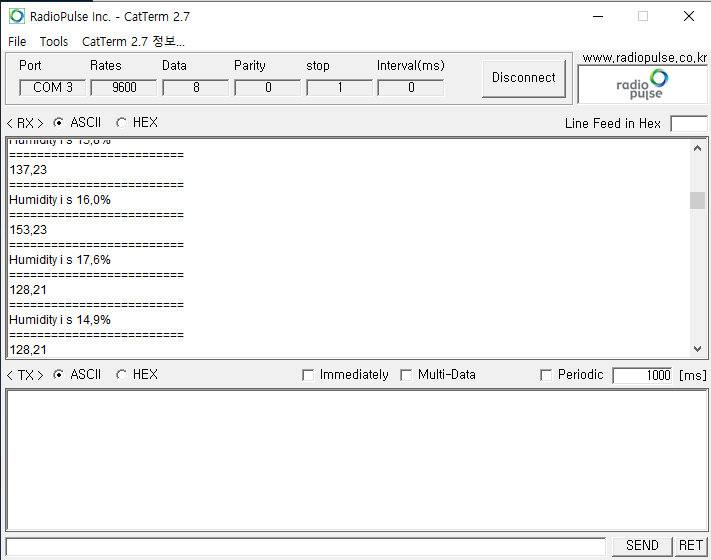 RadioPulse Inc. - CatTerm 2.7
File Tools CatTerm 2.7 정보...
Port Rates Data Parity stop Interval(ms)
COM 3 9600 8 0 1 0
Disconnect
www.radiopulse.co.kr
radio
pulse
< RX > ASCII HEX Line Feed in Hex
Humidity i s 15,8%
=========================
137,23
=========================
Humidity i s 16,0%
=========================
153,23
=========================
Humidity i s 17,6%
=========================
128,21
=========================
Humidity i s 14,9%
=========================
128,21
< TX > ASCII HEX Immediately Multi-Data Periodic 1000 [ms]
SEND RET